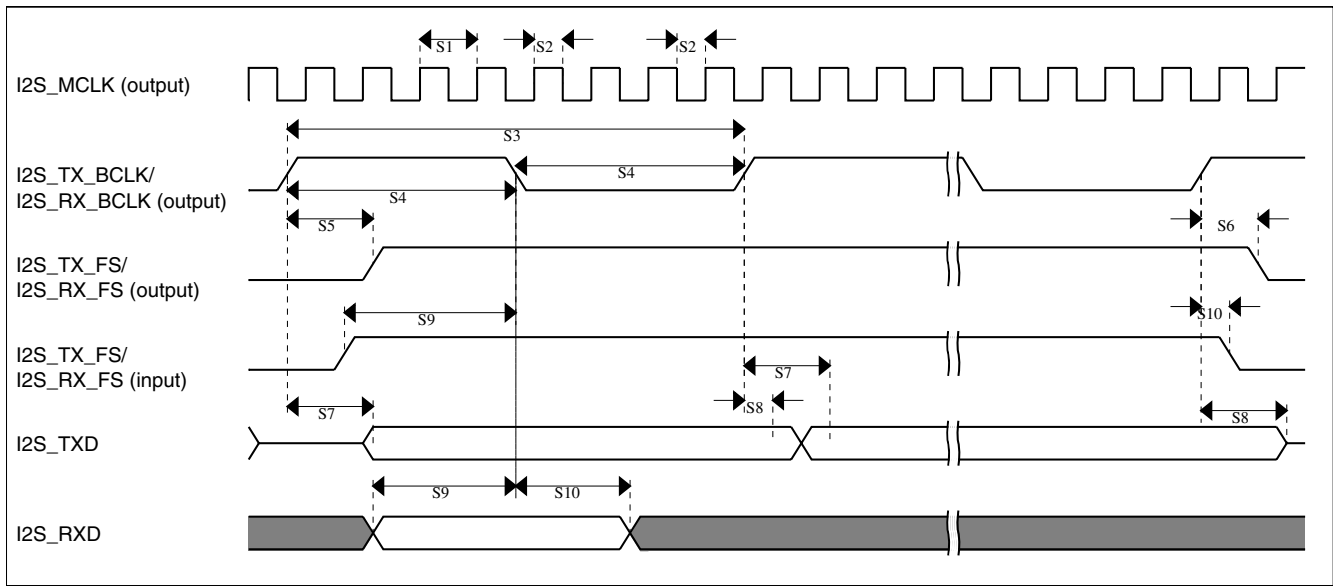 S1
S2
S2
I2S_MCLK (output)
S3
I2S_TX_BCLK/
I2S_RX_BCLK (output)
S4
S4
S5
S6
I2S_TX_FS/
I2S_RX_FS (output)
S9
S10
I2S_TX_FS/
I2S_RX_FS (input)
S7
S7
S8
S8
I2S_TXD
S9
S10
I2S_RXD